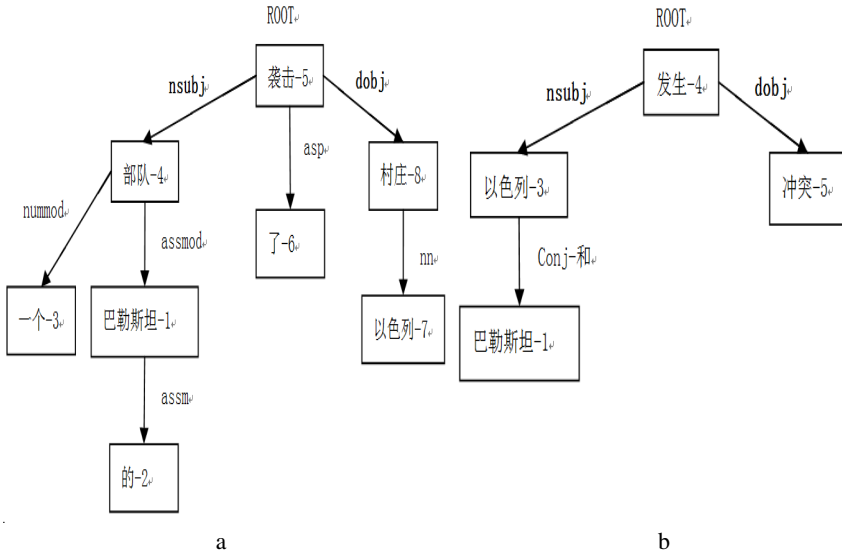 ROOT
ROOT
袭击-5
发生-4
nsubj
dobj
nsubj
dobj
asp
部队-4
村庄-8
以色列-3
冲突-5
nummod
assmod
了-6
nn
Conj-和
一个-3
巴勒斯坦-1
以色列-7
巴勒斯坦-1
assm
的-2
a
b